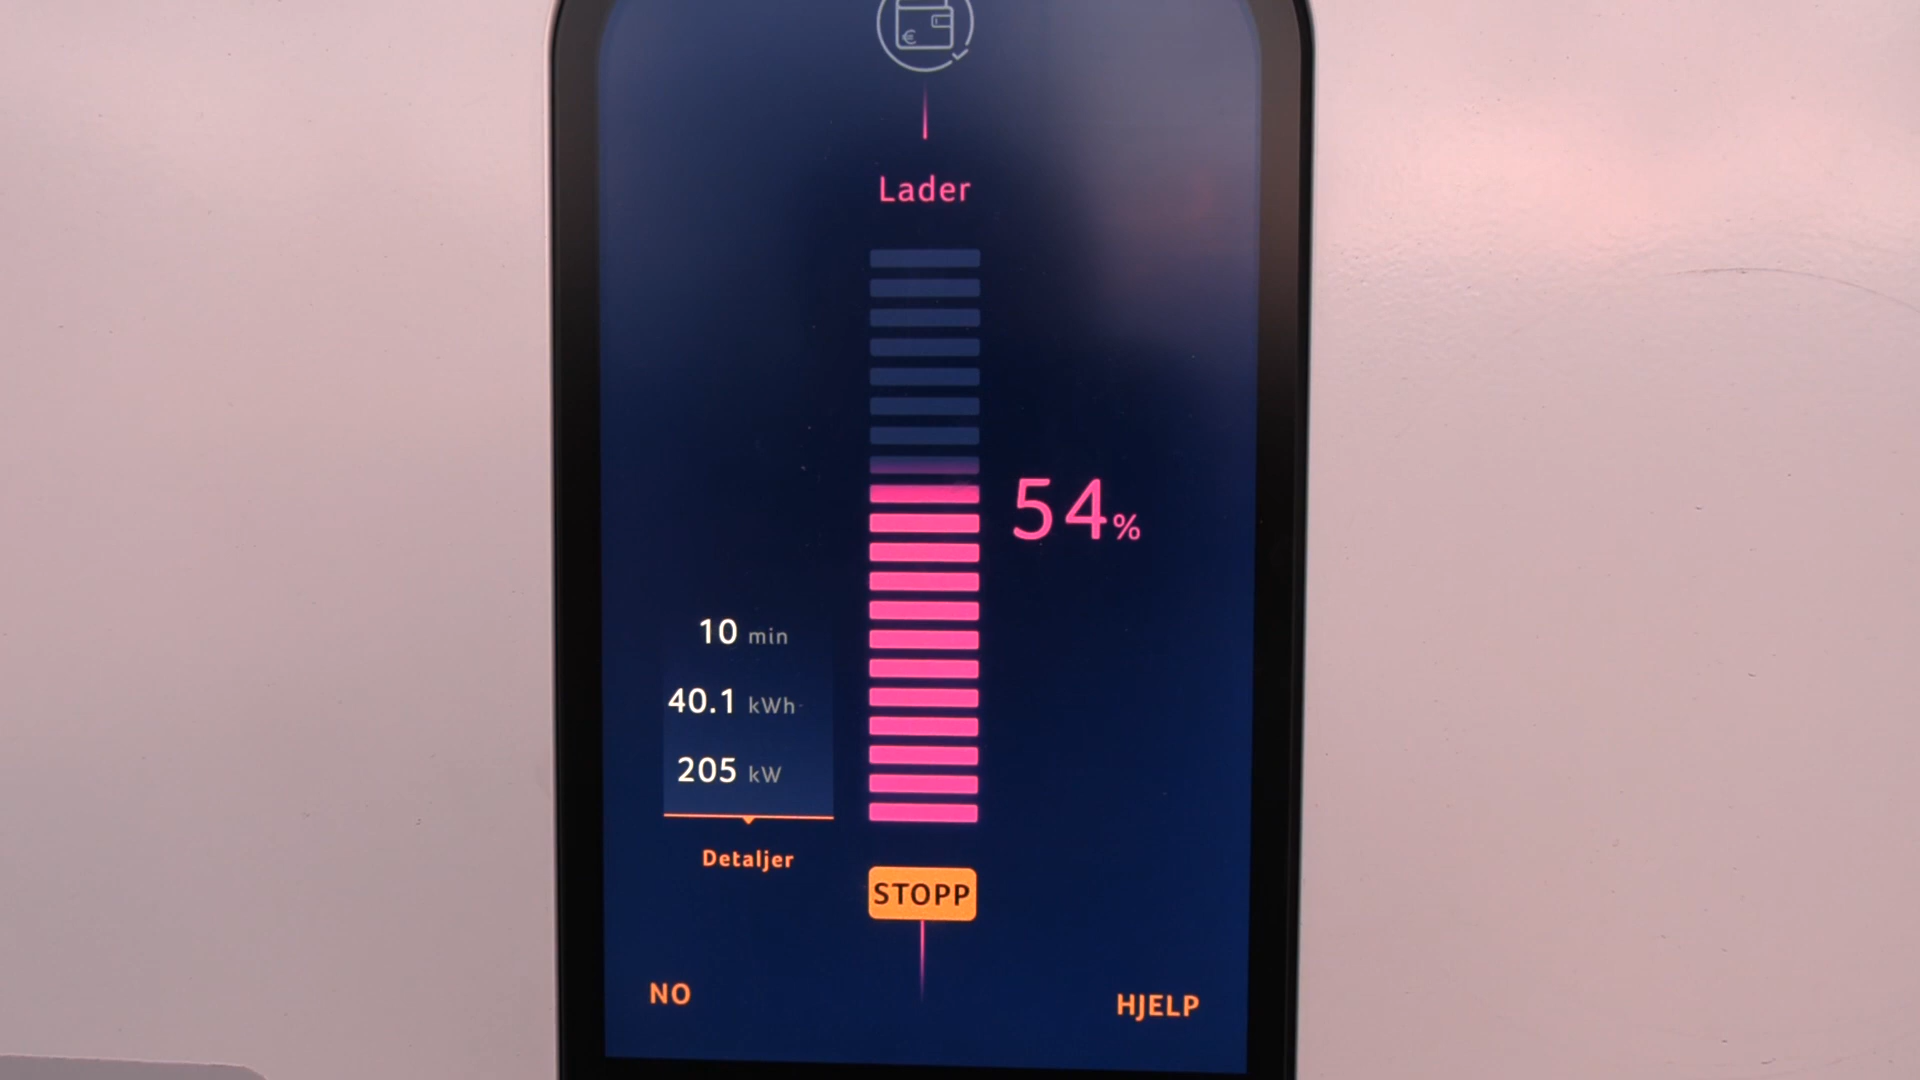 €
Lader
54%
10 min
40.1 kWh
205 kW
Detaljer
STOPP
NO
HJELP